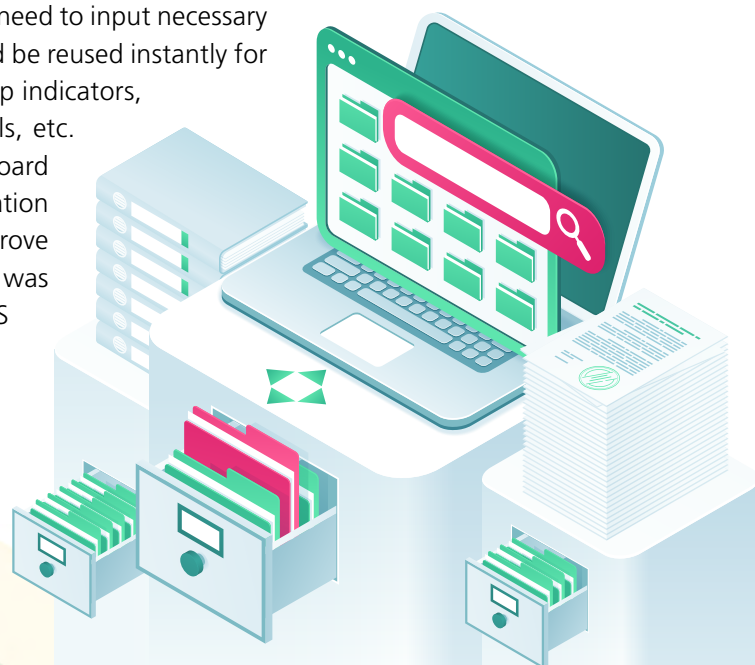 need to input necessary
d be reused instantly for
p indicators,
ls, etc.
oard
ation
rove
was
S